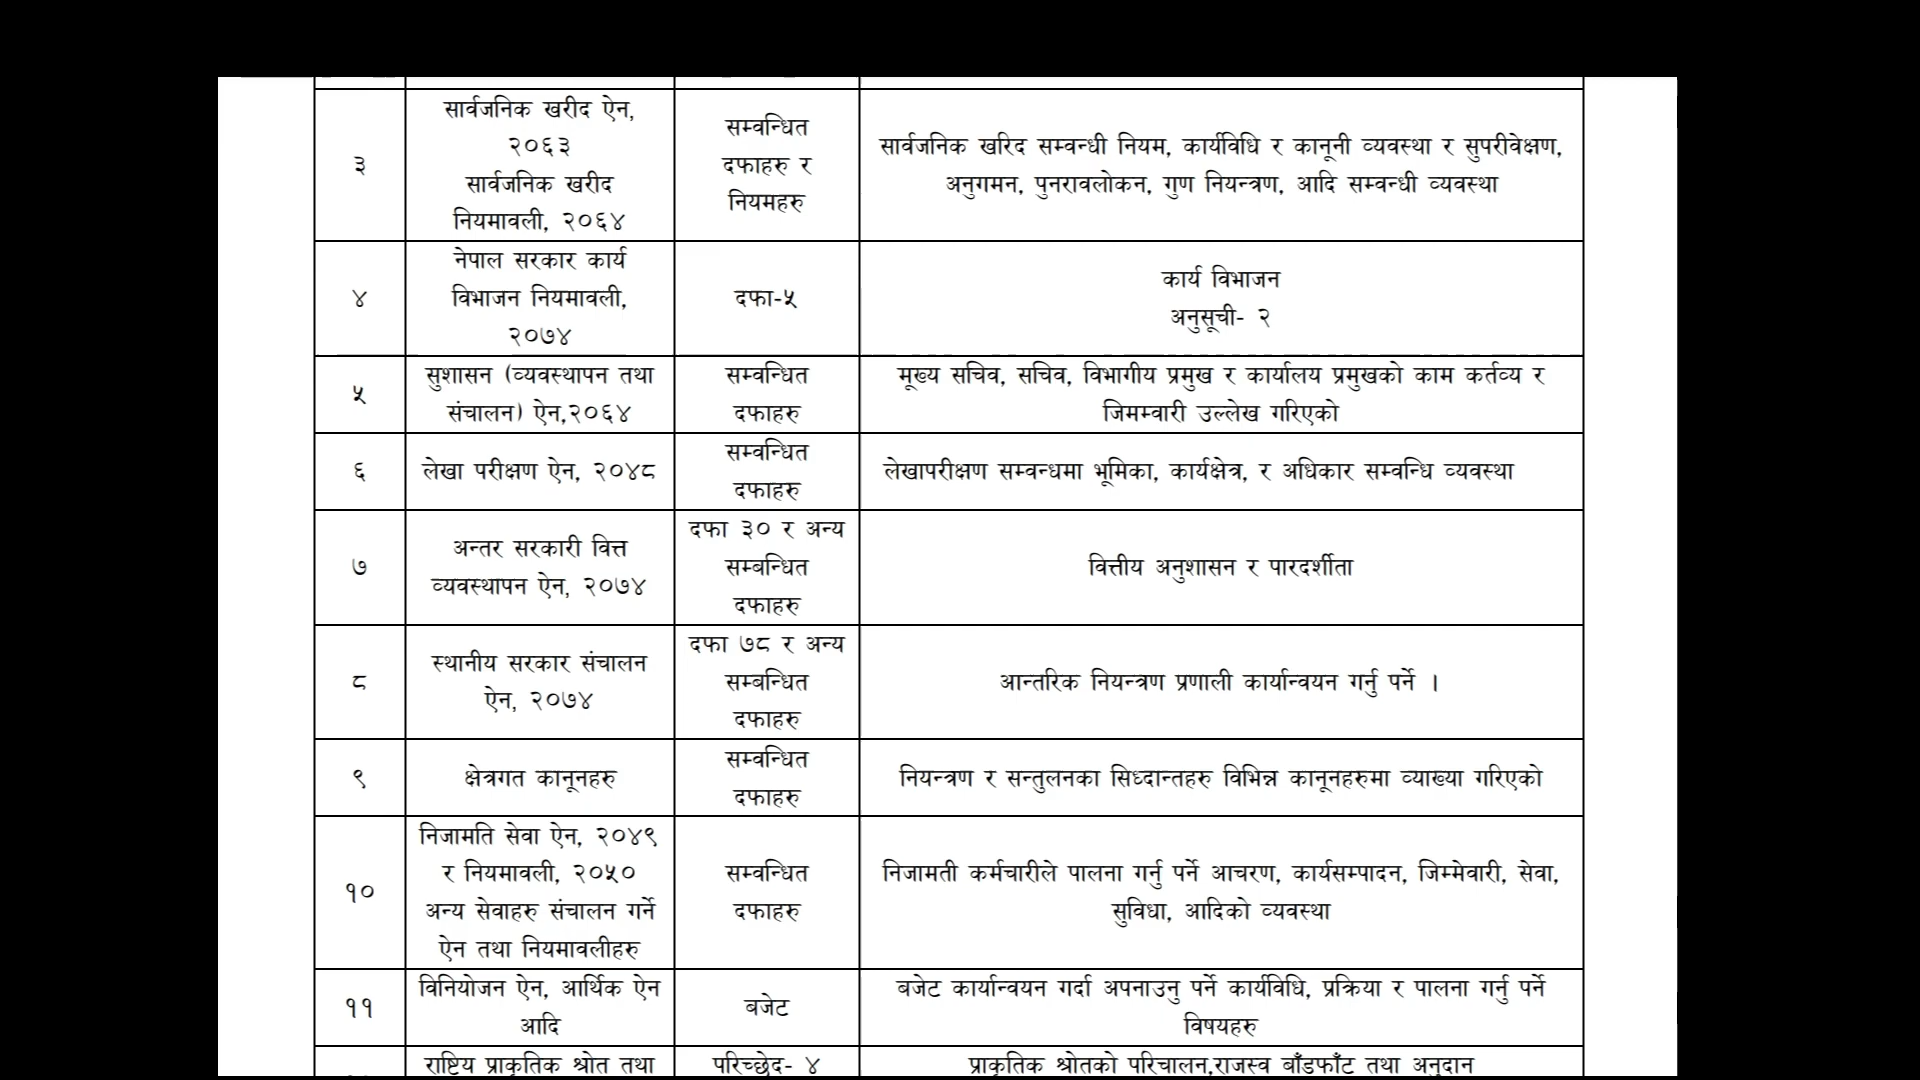 ३
सार्वजनिक खरीद ऐन,
२०६३
सार्वजनिक खरीद
नियमावली, २०६४
सम्वन्धित
दफाहरु र
नियमहरु
सार्वजनिक खरिद सम्वन्धी नियम, कार्यविधि र कानूनी व्यवस्था र सुपरीवेक्षण,
अनुगमन, पुनरावलोकन, गुण नियन्त्रण, आदि सम्वन्धी व्यवस्था
४
नेपाल सरकार कार्य
विभाजन नियमावली,
२०७४
दफा-५
कार्य विभाजन
अनुसूची- २
५
सुशासन (व्यवस्थापन तथा
संचालन) ऐन,२०६४
सम्वन्धित
दफाहरु
मूख्य सचिव, सचिव, विभागीय प्रमुख र कार्यालय प्रमुखको काम कर्तव्य र
जिमम्वारी उल्लेख गरिएको
६
लेखा परीक्षण ऐन, २०४८
सम्वन्धित
दफाहरु
लेखापरीक्षण सम्वन्धमा भूमिका, कार्यक्षेत्र, र अधिकार सम्वन्धि व्यवस्था
७
अन्तर सरकारी वित्त
व्यवस्थापन ऐन, २०७४
दफा ३० र अन्य
सम्बन्धित
दफाहरु
वित्तीय अनुशासन र पारदर्शीता
८
स्थानीय सरकार संचालन
ऐन, २०७४
दफा ७८ र अन्य
सम्बन्धित
दफाहरु
आन्तरिक नियन्त्रण प्रणाली कार्यान्वयन गर्नु पर्ने ।
९
क्षेत्रगत कानूनहरु
सम्वन्धित
दफाहरु
नियन्त्रण र सन्तुलनका सिध्दान्तहरु विभिन्न कानूनहरुमा व्याख्या गरिएको
१०
निजामति सेवा ऐन, २०४९
र नियमावली, २०५०
अन्य सेवाहरु संचालन गर्ने
ऐन तथा नियमावलीहरु
सम्वन्धित
दफाहरु
निजामती कर्मचारीले पालना गर्नु पर्ने आचरण, कार्यसम्पादन, जिम्मेवारी, सेवा,
सुविधा, आदिको व्यवस्था
११
विनियोजन ऐन, आर्थिक ऐन
आदि
बजेट
बजेट कार्यान्वयन गर्दा अपनाउनु पर्ने कार्यविधि, प्रक्रिया र पालना गर्नु पर्ने
विषयहरु
राष्ट्रिय प्राकृतिक श्रोत तथा
परिच्छेद- ४
प्राकृतिक श्रोतको परिचालन,राजस्व बाँडफाँट तथा अनुदान